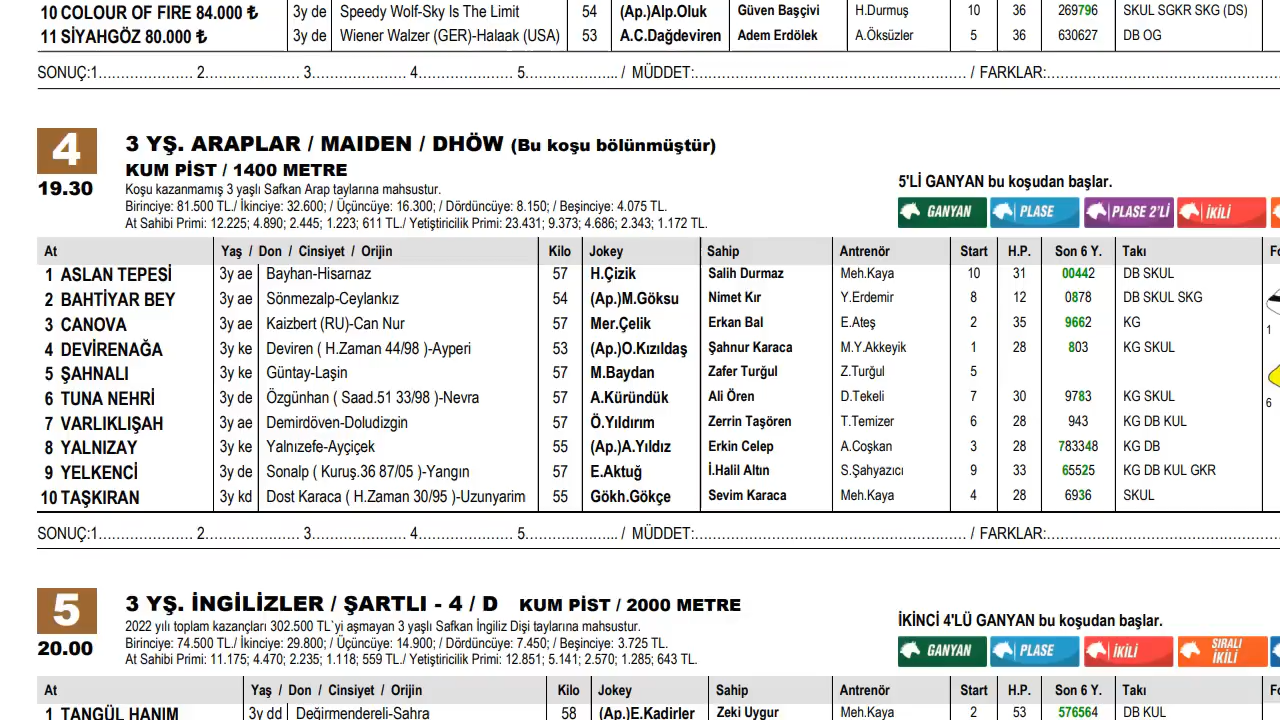 10 COLOUR OF FIRE 84.000 ₺ 3y de Speedy Wolf-Sky Is The Limit 54 (Ap.)Alp.Oluk Güven Başçivi H.Durmuş 10 36 269796 SKUL SGKR SKG (DS)
11 SİYAHGÖZ 80.000 ₺ 3y de Wiener Walzer (GER)-Halaak (USA) 53 A.C.Dağdeviren Adem Erdölek A.Öksüzler 5 36 630627 DB OG
SONUÇ:1...................... 2...................... 3...................... 4...................... 5...................... / MÜDDET:.................................................................. / FARKLAR:......................................................
4 3 YŞ. ARAPLAR / MAIDEN / DHÖW (Bu koşu bölünmüştür)
KUM PİST / 1400 METRE
19.30 Koşu kazanmamış 3 yaşlı Safkan Arap taylarına mahsustur.
5'Lİ GANYAN bu koşudan başlar.
Birinciye: 81.500 TL./ İkinciye: 32.600; / Üçüncüye: 16.300; / Dördüncüye: 8.150; / Beşinciye: 4.075 TL.
GANYAN PLASE PLASE 2'Lİ İKİLİ
At Sahibi Primi: 12.225; 4.890; 2.445; 1.223; 611 TL./ Yetiştiricilik Primi: 23.431; 9.373; 4.686; 2.343; 1.172 TL.
At Yaş / Don / Cinsiyet / Orijin Kilo Jokey Sahip Antrenör Start H.P. Son 6 Y. Takı Fo
1 ASLAN TEPESİ 3y ae Bayhan-Hisarnaz 57 H.Çizik Salih Durmaz Meh.Kaya 10 31 00442 DB SKUL
2 BAHTİYAR BEY 3y ae Sönmezalp-Ceylankız 54 (Ap.)M.Göksu Nimet Kır Y.Erdemir 8 12 0878 DB SKUL SKG
3 CANOVA 3y ae Kaizbert (RU)-Can Nur 57 Mer.Çelik Erkan Bal E.Ateş 2 35 9662 KG 1
4 DEVİRENAĞA 3y ke Deviren ( H.Zaman 44/98 )-Ayperi 53 (Ap.)O.Kızıldaş Şahnur Karaca M.Y.Akkeyik 1 28 803 KG SKUL
5 ŞAHNALI 3y ke Güntay-Laşin 57 M.Baydan Zafer Turğul Z.Turğul 5
6 TUNA NEHRİ 3y de Özgünhan ( Saad.51 33/98 )-Nevra 57 A.Küründük Ali Ören D.Tekeli 7 30 9783 KG SKUL 6
7 VARLIKLIŞAH 3y ae Demirdöven-Doludizgin 57 Ö.Yıldırım Zerrin Taşören T.Temizer 6 28 943 KG DB KUL
8 YALNIZAY 3y ke Yalnızefe-Ayçiçek 55 (Ap.)A.Yıldız Erkin Celep A.Coşkan 3 28 783348 KG DB
9 YELKENCİ 3y de Sonalp ( Kuruş.36 87/05 )-Yangın 57 E.Aktuğ İ.Halil Altın S.Şahyazıcı 9 33 65525 KG DB KUL GKR
10 TAŞKIRAN 3y kd Dost Karaca ( H.Zaman 30/95 )-Uzunyarim 55 Gökh.Gökçe Sevim Karaca Meh.Kaya 4 28 6936 SKUL
SONUÇ:1...................... 2...................... 3...................... 4...................... 5...................... / MÜDDET:.................................................................. / FARKLAR:......................................................
5 3 YŞ. İNGİLİZLER / ŞARTLI - 4 / D KUM PİST / 2000 METRE
2022 yılı toplam kazançları 302.500 TL`yi aşmayan 3 yaşlı Safkan İngiliz Dişi taylarına mahsustur.
İKİNCİ 4'LÜ GANYAN bu koşudan başlar.
20.00 Birinciye: 74.500 TL./ İkinciye: 29.800; / Üçüncüye: 14.900; / Dördüncüye: 7.450; / Beşinciye: 3.725 TL.
GANYAN PLASE İKİLİ SIRALI İKİLİ
At Sahibi Primi: 11.175; 4.470; 2.235; 1.118; 559 TL./ Yetiştiricilik Primi: 12.851; 5.141; 2.570; 1.285; 643 TL.
At Yaş / Don / Cinsiyet / Orijin Kilo Jokey Sahip Antrenör Start H.P. Son 6 Y. Takı Fo
1 TANGÜL HANIM 3y dd Değirmendereli-Sahra 58 (Ap.)E.Kadirler Zeki Uygur Meh.Kaya 2 53 576564 DB KUL